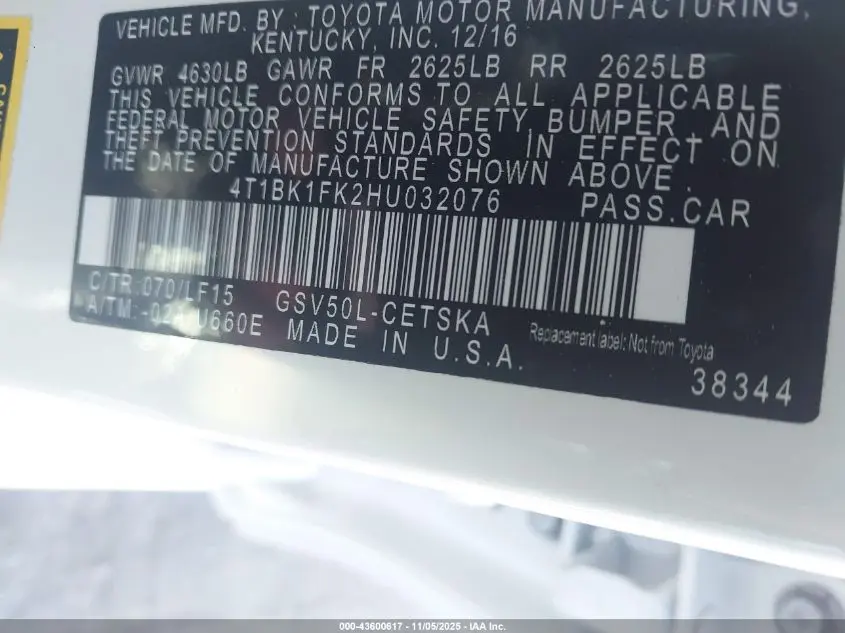 VEHICLE MFD. BY: TOYOTA MOTOR MANUFACTURING,
KENTUCKY, INC. 12/16
GVWR 4630LB GAWR FR 2625LB RR 2625LB
THIS VEHICLE CONFORMS TO ALL APPLICABLE
FEDERAL MOTOR VEHICLE SAFETY, BUMPER, AND
THEFT PREVENTION STANDARDS IN EFFECT ON
THE DATE OF MANUFACTURE SHOWN ABOVE.
4T1BK1FK2HU032076 PASS.CAR
C/TR:070/LF15 GSV50L-CETSKA
A/TM: U660E MADE IN U.S.A.
Replacement label: Not from Toyota
38344
000-43600617 - 11/05/2025 - IAA Inc.